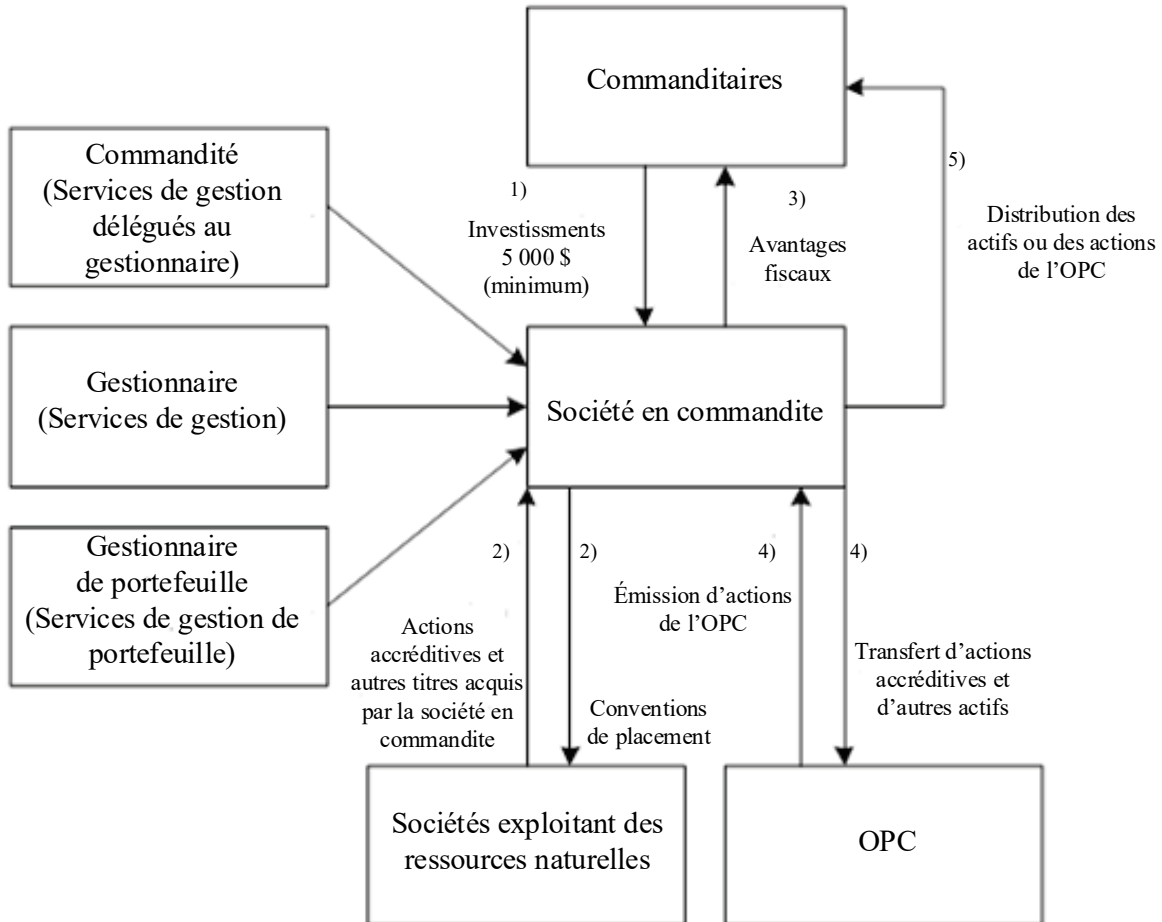 Commanditaires
Commandité
(Services de gestion
délégués au
gestionnaire)
1)
Investissments
5 000 $
(minimum)
3)
Avantages
fiscaux
5)
Distribution des
actifs ou des actions
de l’OPC
Gestionnaire
(Services de gestion)
Société en commandite
Gestionnaire
de portefeuille
(Services de gestion de
portefeuille)
2)
Actions
accréditives et
autres titres acquis
par la société en
commandite
2)
Conventions
de placement
4)
Émission d’actions
de l’OPC
4)
Transfert d’actions
accréditives et
d’autres actifs
Sociétés exploitant des
ressources naturelles
OPC